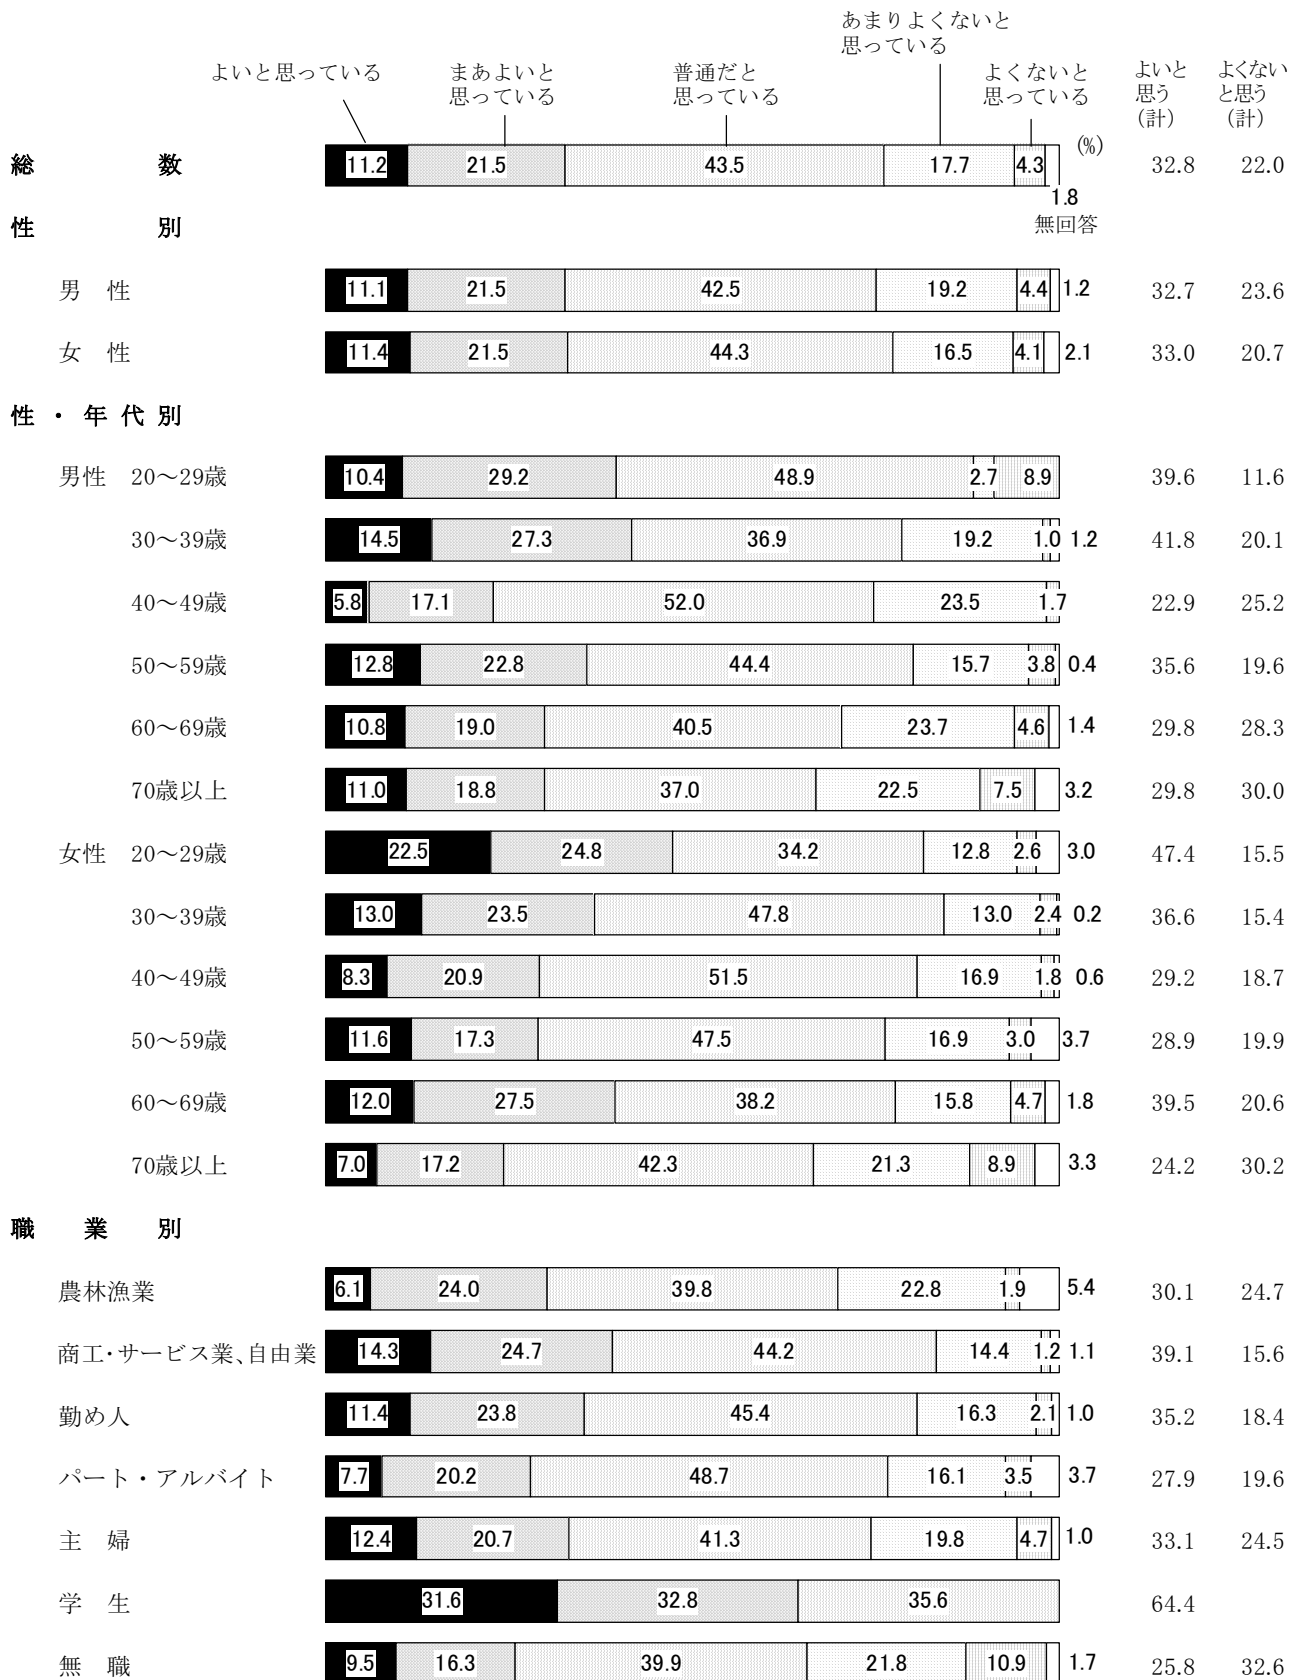 あまりよくないと
思っている
よいと思っている
まあよいと
思っている
普通だと
思っている
よくないと
思っている
よいと
思う
(計)
よくない
と思う
(計)
(%)
総 数 11.2 21.5 43.5 17.7 4.3 32.8 22.0
1.8
無回答
性 別
男 性 11.1 21.5 42.5 19.2 4.4 1.2 32.7 23.6
女 性 11.4 21.5 44.3 16.5 4.1 2.1 33.0 20.7
性・年代別
男性 20～29歳 10.4 29.2 48.9 2.7 8.9 39.6 11.6
30～39歳 14.5 27.3 36.9 19.2 1.0 1.2 41.8 20.1
40～49歳 5.8 17.1 52.0 23.5 1.7 22.9 25.2
50～59歳 12.8 22.8 44.4 15.7 3.8 0.4 35.6 19.6
60～69歳 10.8 19.0 40.5 23.7 4.6 1.4 29.8 28.3
70歳以上 11.0 18.8 37.0 22.5 7.5 3.2 29.8 30.0
女性 20～29歳 22.5 24.8 34.2 12.8 2.6 3.0 47.4 15.5
30～39歳 13.0 23.5 47.8 13.0 2.4 0.2 36.6 15.4
40～49歳 8.3 20.9 51.5 16.9 1.8 0.6 29.2 18.7
50～59歳 11.6 17.3 47.5 16.9 3.0 3.7 28.9 19.9
60～69歳 12.0 27.5 38.2 15.8 4.7 1.8 39.5 20.6
70歳以上 7.0 17.2 42.3 21.3 8.9 3.3 24.2 30.2
職 業 別
農林漁業 6.1 24.0 39.8 22.8 1.9 5.4 30.1 24.7
商工・サービス業、自由業 14.3 24.7 44.2 14.4 1.2 1.1 39.1 15.6
勤め人 11.4 23.8 45.4 16.3 2.1 1.0 35.2 18.4
パート・アルバイト 7.7 20.2 48.7 16.1 3.5 3.7 27.9 19.6
主 婦 12.4 20.7 41.3 19.8 4.7 1.0 33.1 24.5
学 生 31.6 32.8 35.6 64.4
無 職 9.5 16.3 39.9 21.8 10.9 1.7 25.8 32.6